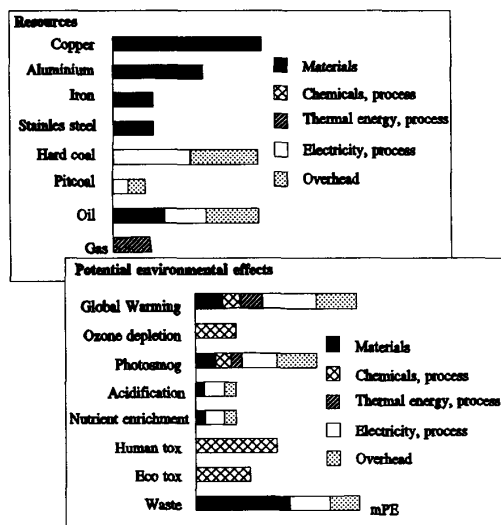 Resources
Copper
Aluminium
Iron
Stainles steel
Hard coal
Pitcoal
Oil
Gas
Materials
Chemicals, process
Thermal energy, process
Electricity, process
Overhead
Potential environmental effects
Global Warming
Ozone depletion
Photosmog
Acidification
Nutrient enrichment
Human tox
Eco tox
Waste
Materials
Chemicals, process
Thermal energy, process
Electricity, process
Overhead
mPE